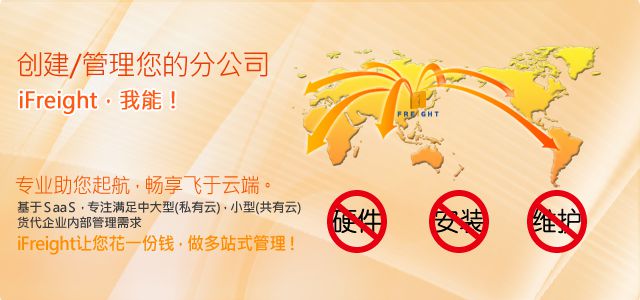 创建/管理您的分公司
iFreight，我能！
FREIGHT
专业助您起航，畅享飞于云端。
基于SaaS，专注满足中大型(私有云)，小型(共有云)
货代企业内部管理需求
iFreight让您花一份钱，做多站式管理！
硬件
安装
维护